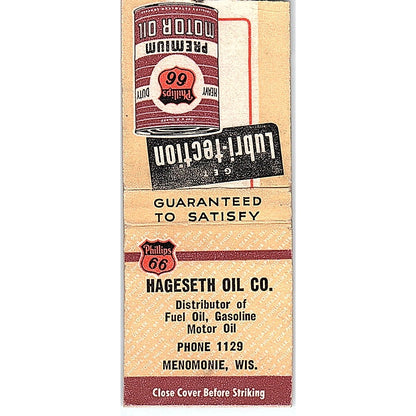 PREMIUM
MOTOR OIL
HEAVY DUTY
Phillips
66
GET
Lubri-tection
GUARANTEED
TO SATISFY
Phillips
66
HAGESETH OIL CO.
Distributor of
Fuel Oil, Gasoline
Motor Oil
PHONE 1129
MENOMONIE, WIS.
Close Cover Before Striking